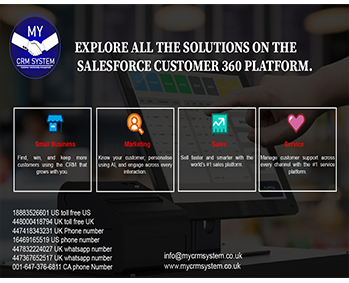 MY
CRM SYSTEM
EXPLORE ALL THE SOLUTIONS ON THE
SALESFORCE CUSTOMER 360 PLATFORM.
Small Business
Find, win, and keep more
customers using the CRM that
grows with you.
Marketing
Know your customer, personalise
using AI, and engage across every
interaction.
Sales
Sell faster and smarter with the
world's #1 sales platform.
Service
Manage customer support across
every channel with the #1 service
platform.
18883526601 US toll free US
448000418794 UK toll free UK
447418343231 UK Phone number
16469165519 US phone number
447832224027 UK whatsapp number
447367652517 UK whatsapp number
001-647-376-6811 CA phone Number
info@mycrmsystem.co.uk
www.mycrmsystem.co.uk